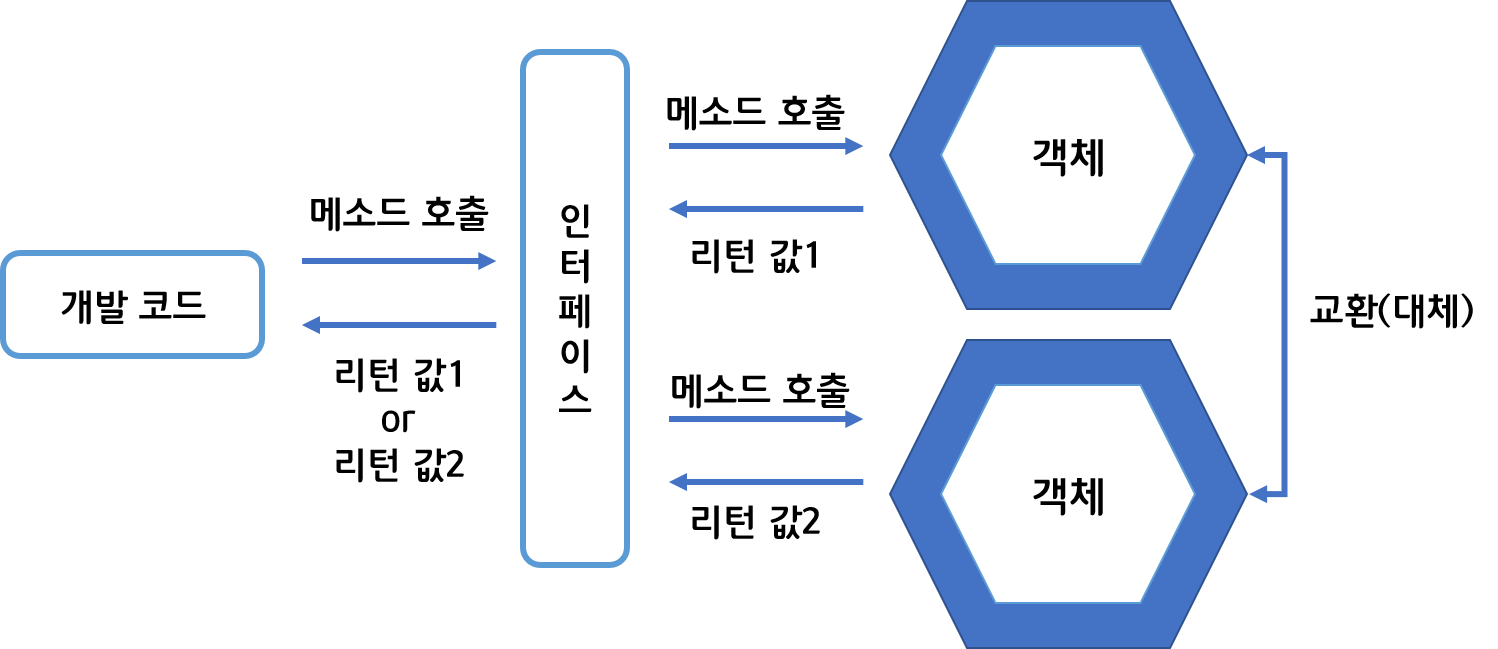 개발 코드
메소드 호출
리턴 값1
or
리턴 값2
인
터
페
이
스
메소드 호출
리턴 값1
메소드 호출
리턴 값2
객체
객체
교환(대체)